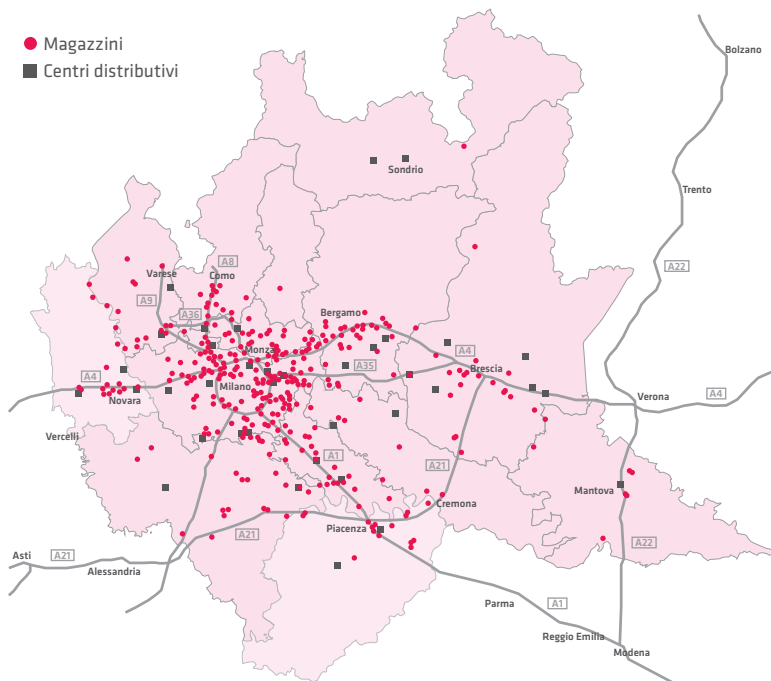 Magazzini
Centri distributivi
Bolzano
Sondrio
Trento
A8
A22
Varese
Como
A9
A36
Bergamo
Monza
A4
A4
A35
Brescia
Milano
Novara
Verona
A4
Vercelli
A1
A21
Mantova
Cremona
Piacenza
A21
A22
Asti
A21
Alessandria
Parma
A1
Reggio Emilia
Modena